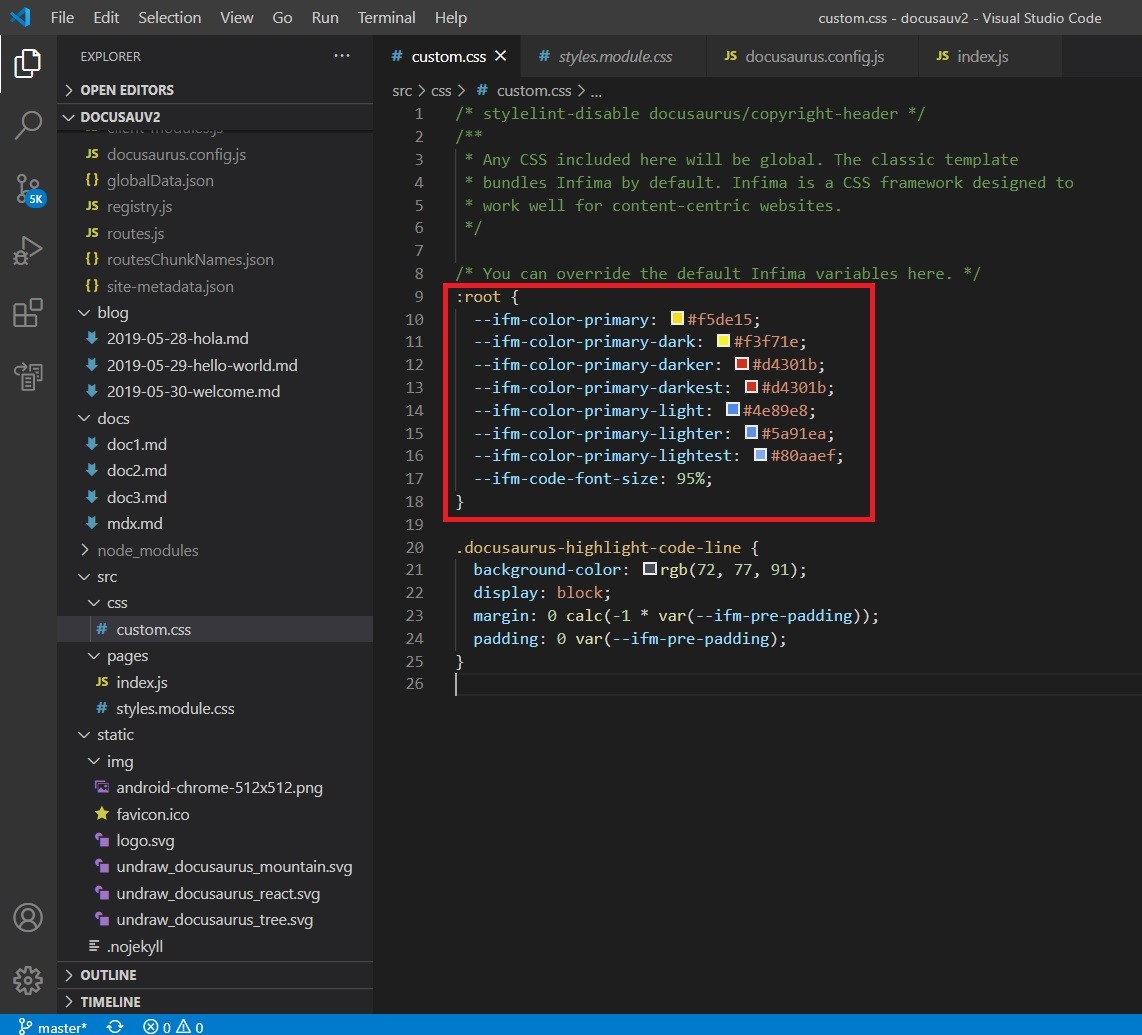 File Edit Selection View Go Run Terminal Help custom.css - docusauv2 - Visual Studio Code
EXPLORER ...
OPEN EDITORS
DOCUSAUV2
client-modules.js
JS docusaurus.config.js
{} globalData.json
JS registry.js
JS routes.js
{} routesChunkNames.json
{} site-metadata.json
blog
2019-05-28-hola.md
2019-05-29-hello-world.md
2019-05-30-welcome.md
docs
doc1.md
doc2.md
doc3.md
mdx.md
node_modules
src
css
# custom.css
pages
JS index.js
# styles.module.css
static
img
android-chrome-512x512.png
favicon.ico
logo.svg
undraw_docusaurus_mountain.svg
undraw_docusaurus_react.svg
undraw_docusaurus_tree.svg
.nojekyll
OUTLINE
TIMELINE
5K
# custom.css # styles.module.css JS docusaurus.config.js JS index.js
src > css > # custom.css > ...
1 /* stylelint-disable docusaurus/copyright-header */
2 /**
3 * Any CSS included here will be global. The classic template
4 * bundles Infima by default. Infima is a CSS framework designed to
5 * work well for content-centric websites.
6 */
7
8 /* You can override the default Infima variables here. */
9 :root {
10 --ifm-color-primary: #f5de15;
11 --ifm-color-primary-dark: #f3f71e;
12 --ifm-color-primary-darker: #d4301b;
13 --ifm-color-primary-darkest: #d4301b;
14 --ifm-color-primary-light: #4e89e8;
15 --ifm-color-primary-lighter: #5a91ea;
16 --ifm-color-primary-lightest: #80aaef;
17 --ifm-code-font-size: 95%;
18 }
19
20 .docusaurus-highlight-code-line {
21 background-color: rgb(72, 77, 91);
22 display: block;
23 margin: 0 calc(-1 * var(--ifm-pre-padding));
24 padding: 0 var(--ifm-pre-padding);
25 }
26
master* 0 0